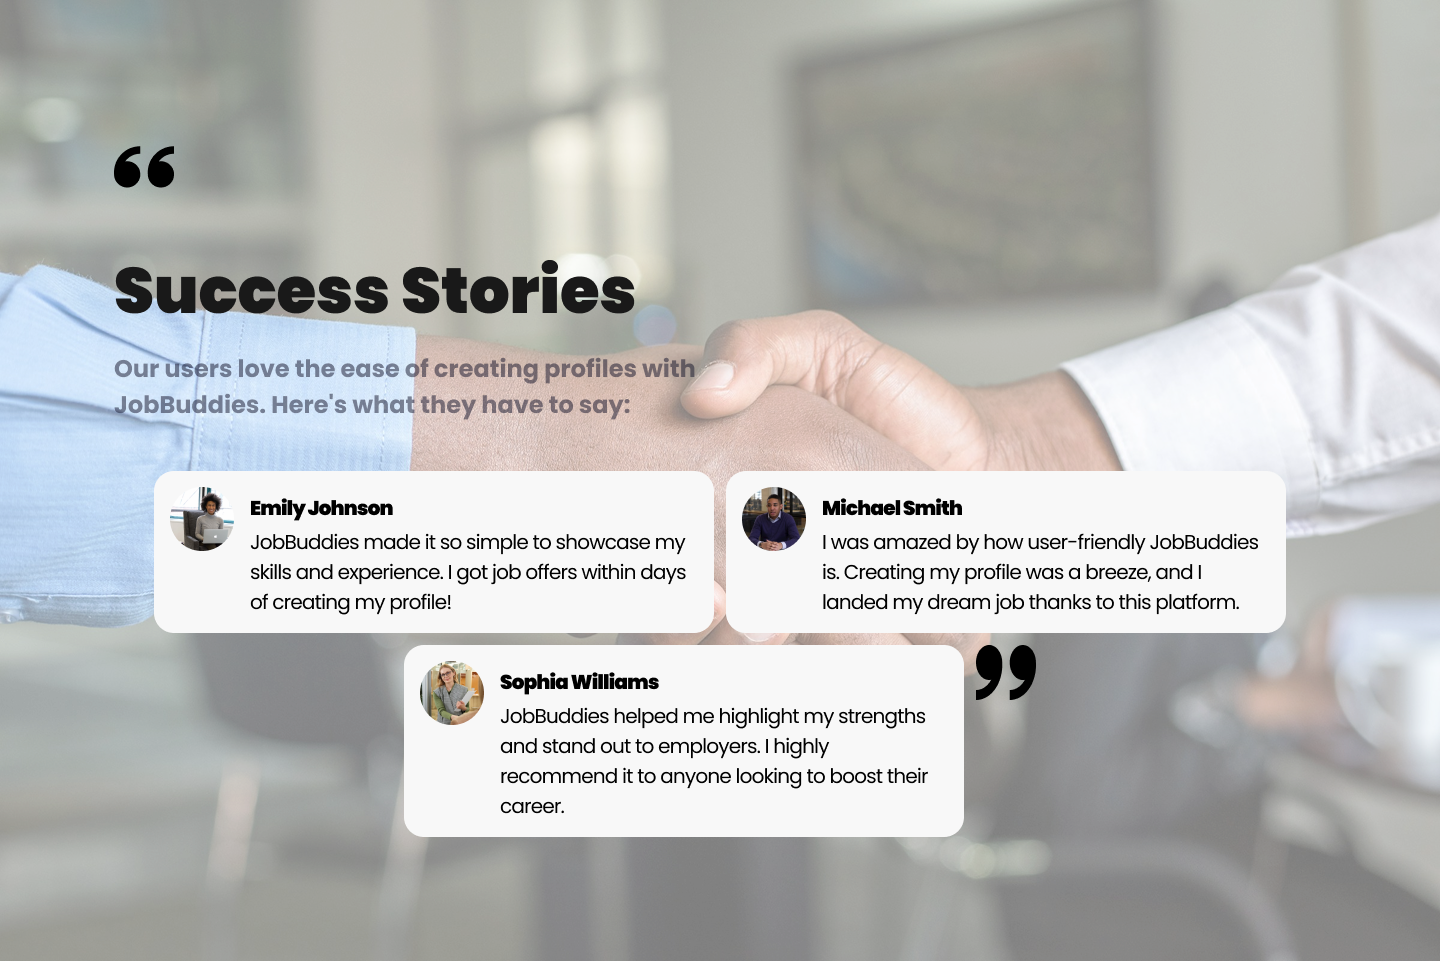 “
Success Stories
Our users love the ease of creating profiles with
JobBuddies. Here's what they have to say:
Emily Johnson
JobBuddies made it so simple to showcase my
skills and experience. I got job offers within days
of creating my profile!
Michael Smith
I was amazed by how user-friendly JobBuddies
is. Creating my profile was a breeze, and I
landed my dream job thanks to this platform.
Sophia Williams
JobBuddies helped me highlight my strengths
and stand out to employers. I highly
recommend it to anyone looking to boost their
career.
”